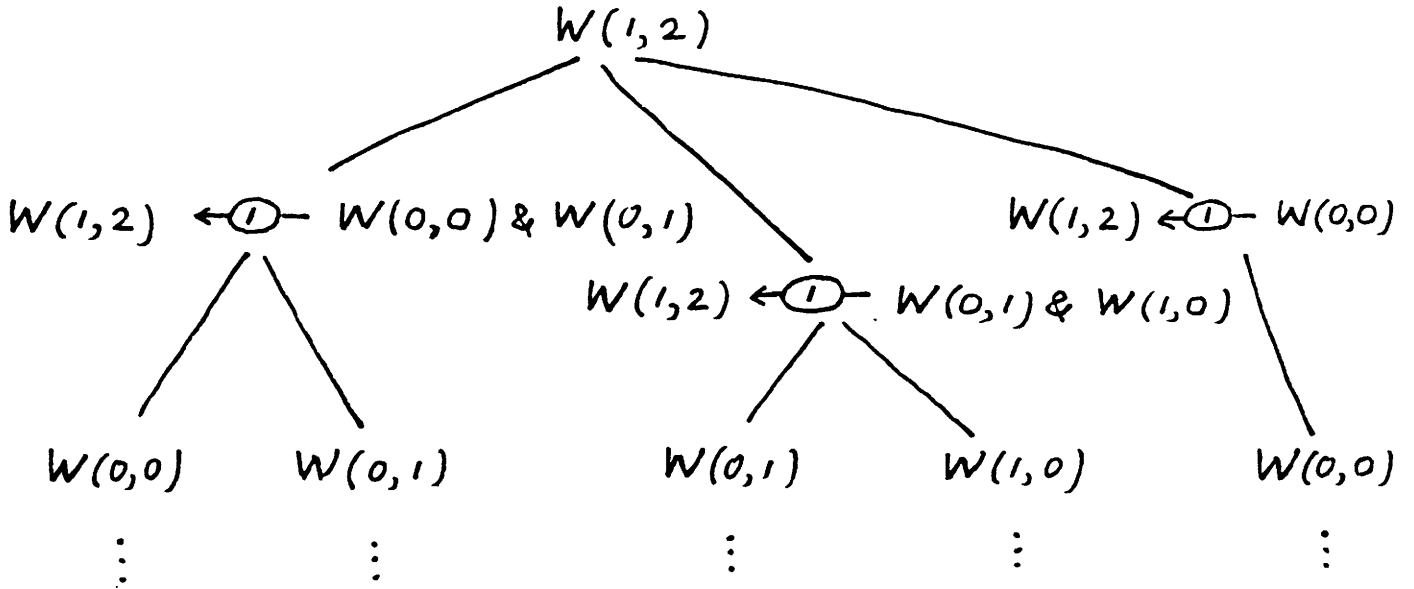 W(1,2)
W(1,2) ←(1)– W(0,0) & W(0,1)
W(1,2) ←(1)– W(0,0)
W(1,2) ←(1)– W(0,1) & W(1,0)
W(0,0) W(0,1) W(0,1) W(1,0) W(0,0)
⋮ ⋮ ⋮ ⋮ ⋮